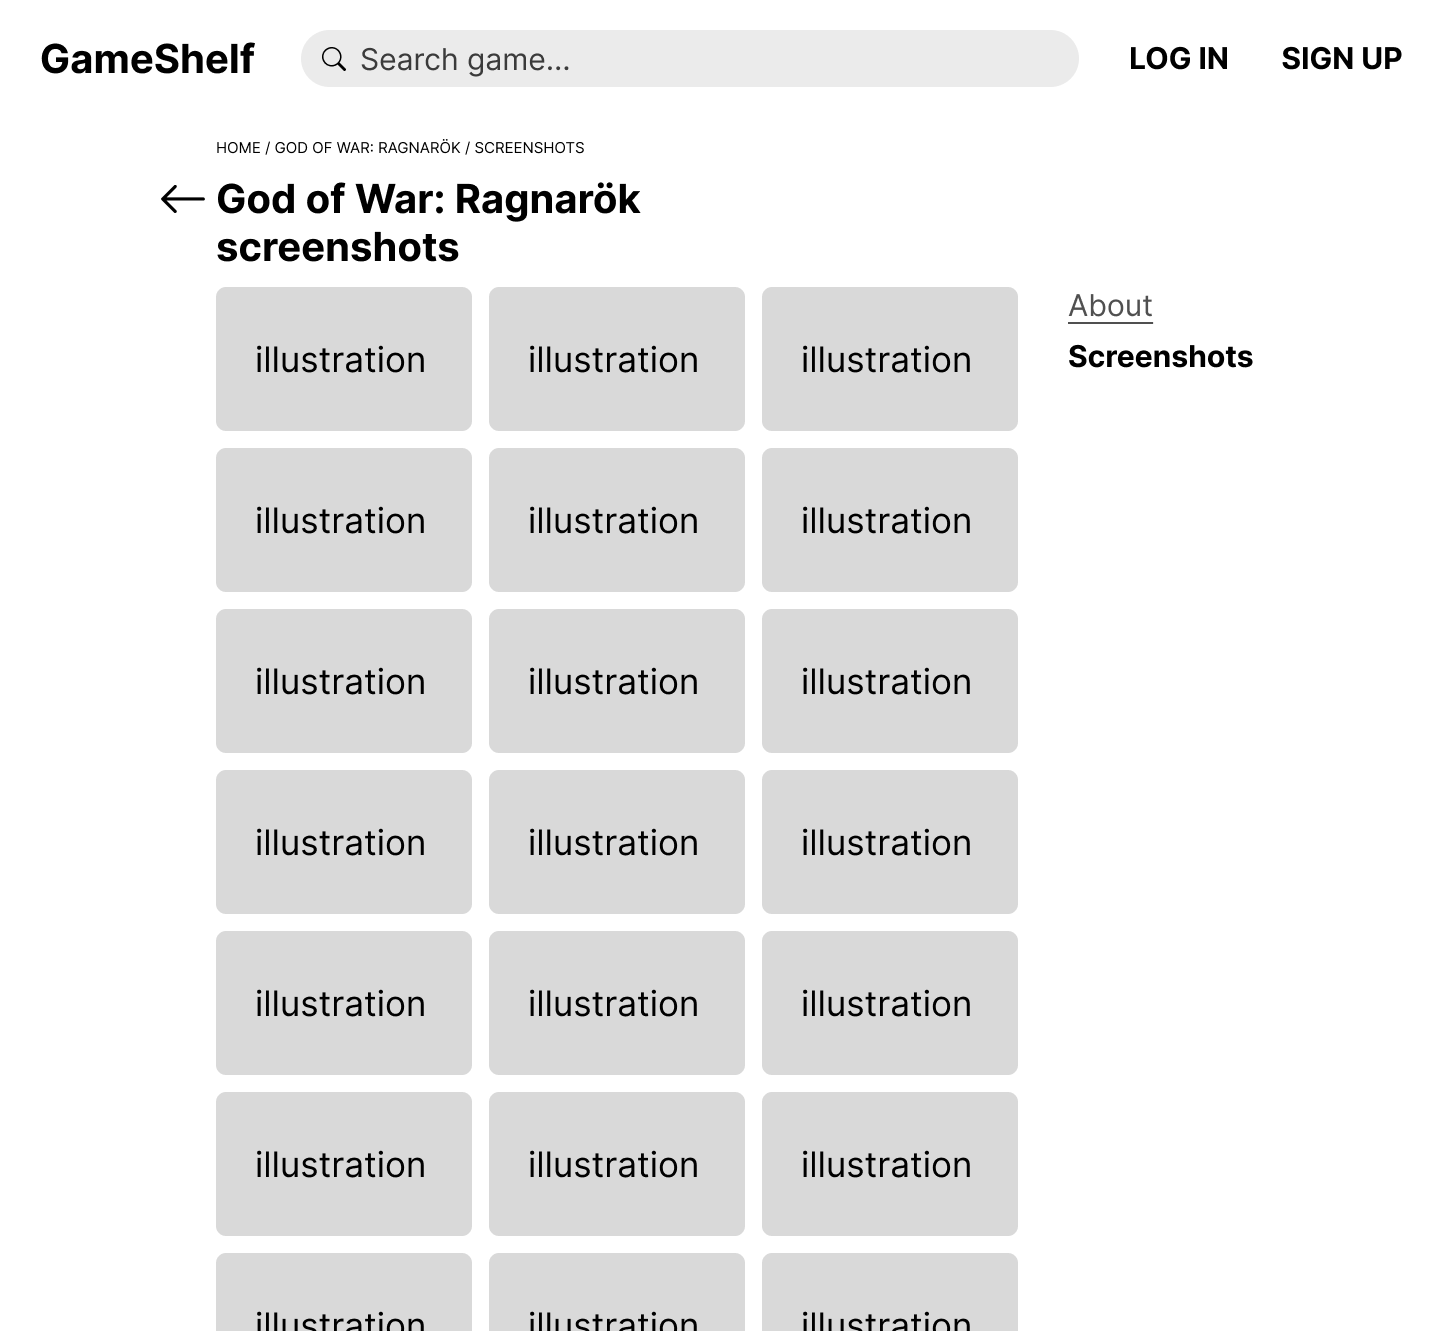 GameShelf
Search game...
LOG IN
SIGN UP
HOME / GOD OF WAR: RAGNARÖK / SCREENSHOTS
God of War: Ragnarök
screenshots
illustration illustration illustration
About
Screenshots
illustration illustration illustration
illustration illustration illustration
illustration illustration illustration
illustration illustration illustration
illustration illustration illustration
illustration illustration illustration